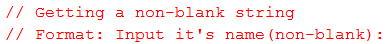 // Getting a non-blank string
// Format: Input it's name(non-blank):